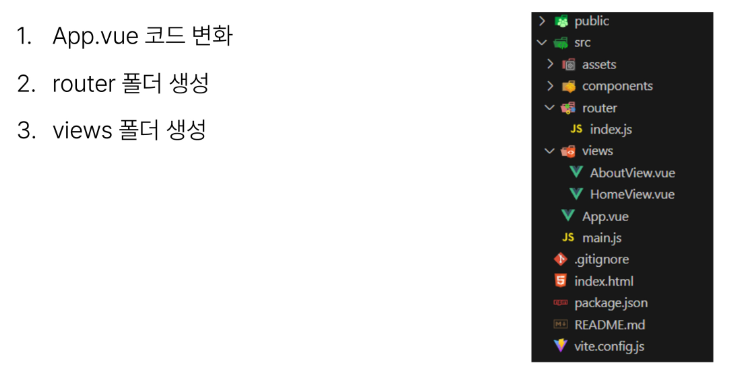 1. App.vue 코드 변화
2. router 폴더 생성
3. views 폴더 생성
public
src
assets
components
router
JS index.js
views
AboutView.vue
HomeView.vue
App.vue
JS main.js
.gitignore
index.html
package.json
README.md
vite.config.js